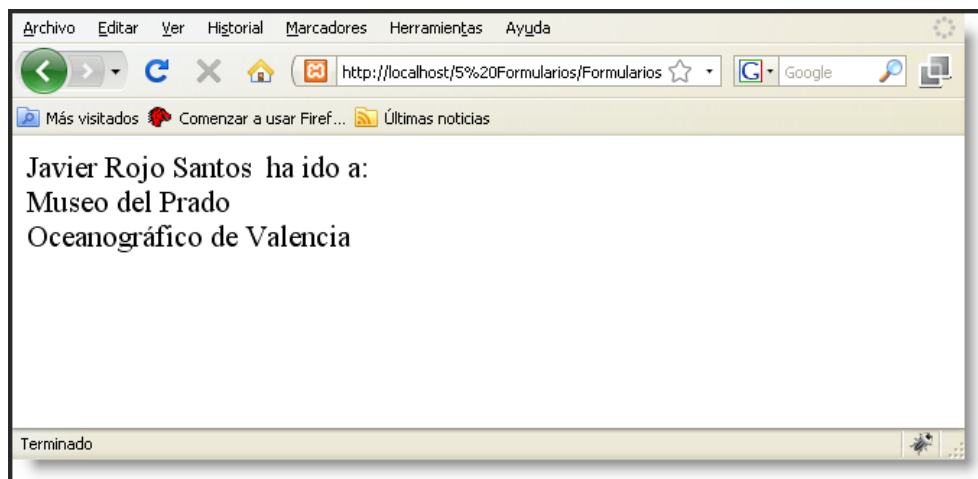 Archivo Editar Ver Historial Marcadores Herramientas Ayuda
http://localhost/5%20Formularios/Formularios G Google
Más visitados Comenzar a usar Firef... Últimas noticias
Javier Rojo Santos ha ido a:
Museo del Prado
Oceanográfico de Valencia
Terminado